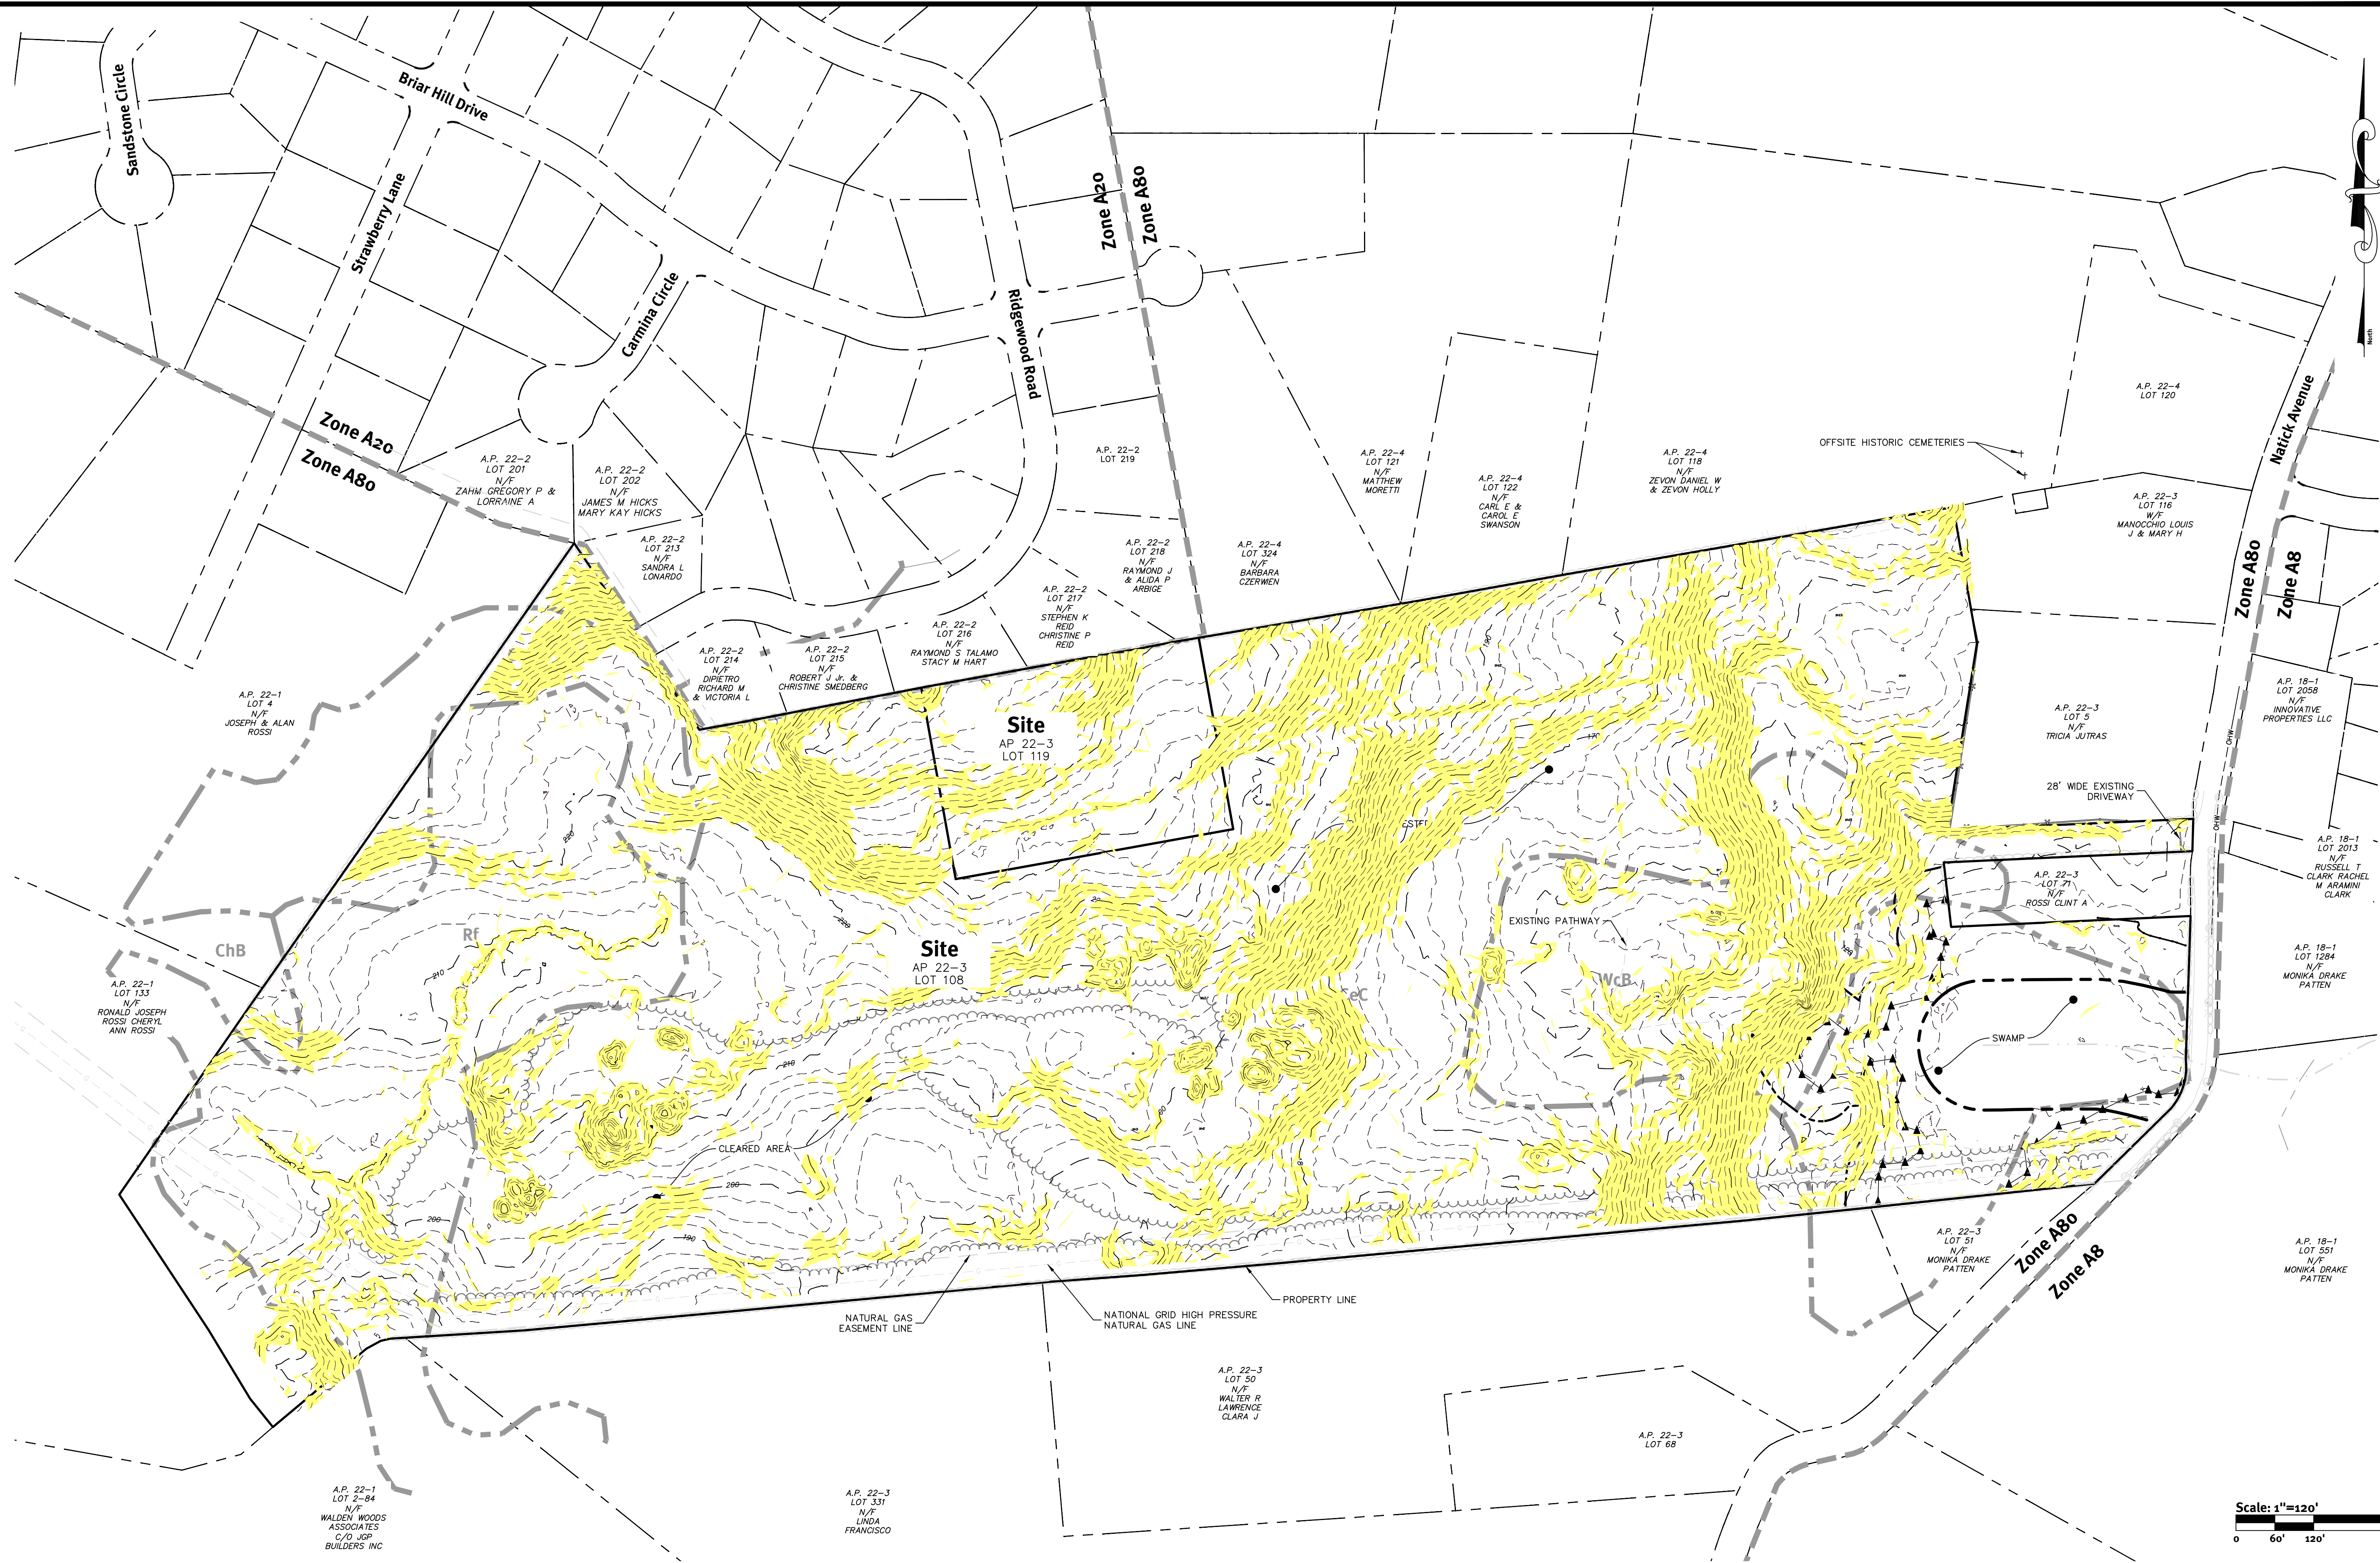 Sandstone Circle
Briar Hill Drive
Strawberry Lane
Carmina Circle
Ridgewood Road
Zone A20
Zone A80
North
Natick Avenue
A.P. 22-4
LOT 120
OFFSITE HISTORIC CEMETERIES
Zone A20
Zone A80
A.P. 22-2
LOT 201
N/F
ZAHM GREGORY P &
LORRAINE A
A.P. 22-2
LOT 202
N/F
JAMES M HICKS
MARY KAY HICKS
A.P. 22-2
LOT 213
N/F
SANDRA L
LONARDO
A.P. 22-2
LOT 219
A.P. 22-4
LOT 121
N/F
MATTHEW
MORETTI
A.P. 22-4
LOT 122
N/F
CARL E &
CAROL E
SWANSON
A.P. 22-4
LOT 118
N/F
ZEVON DANIEL W
& ZEVON HOLLY
A.P. 22-3
LOT 116
W/F
MANOCCHIO LOUIS
J & MARY H
A.P. 22-2
LOT 218
N/F
RAYMOND J
& ALIDA P
ARBIGE
A.P. 22-4
LOT 324
N/F
BARBARA
CZERWIEN
A.P. 22-2
LOT 217
N/F
STEPHEN K
REID
CHRISTINE P
REID
A.P. 22-2
LOT 216
N/F
RAYMOND S TALAMO
STACY M HART
A.P. 22-2
LOT 215
N/F
ROBERT J Jr. &
CHRISTINE SMEDBERG
A.P. 22-2
LOT 214
N/F
DIPIETRO
RICHARD M
& VICTORIA L
Zone A80
Zone A8
A.P. 22-1
LOT 4
N/F
JOSEPH & ALAN
ROSSI
Site
AP 22-3
LOT 119
A.P. 22-3
LOT 5
N/F
TRICIA JUTRAS
A.P. 18-1
LOT 2058
N/F
INNOVATIVE
PROPERTIES LLC
OHW
OHW
28' WIDE EXISTING
DRIVEWAY
A.P. 18-1
LOT 2013
N/F
RUSSELL T
CLARK RACHEL
M ARAMINI
CLARK
A.P. 22-3
LOT 71
N/F
ROSSI CLINT A
190
170
220
220
210
EXISTING PATHWAY
ChB
Rf
WcB
Site
AP 22-3
LOT 108
A.P. 18-1
LOT 1284
N/F
MONIKA DRAKE
PATTEN
A.P. 22-1
LOT 133
N/F
RONALD JOSEPH
ROSSI CHERYL
ANN ROSSI
SWAMP
210
CLEARED AREA
200
200
190
A.P. 22-3
LOT 51
N/F
MONIKA DRAKE
PATTEN
Zone A80
Zone A8
A.P. 18-1
LOT 551
N/F
MONIKA DRAKE
PATTEN
NATURAL GAS
EASEMENT LINE
NATIONAL GRID HIGH PRESSURE
NATURAL GAS LINE
PROPERTY LINE
A.P. 22-3
LOT 50
N/F
WALTER R
LAWRENCE
CLARA J
A.P. 22-3
LOT 68
A.P. 22-1
LOT 2-84
N/F
WALDEN WOODS
ASSOCIATES
C/O JGP
BUILDERS INC
A.P. 22-3
LOT 331
N/F
LINDA
FRANCISCO
Scale: 1"=120'
0 60' 120'